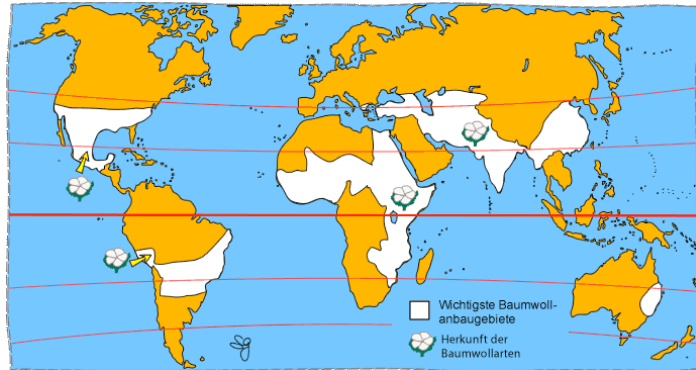 Wichtigste Baumwoll-
anbaugebiete
Herkunft der
Baumwollarten